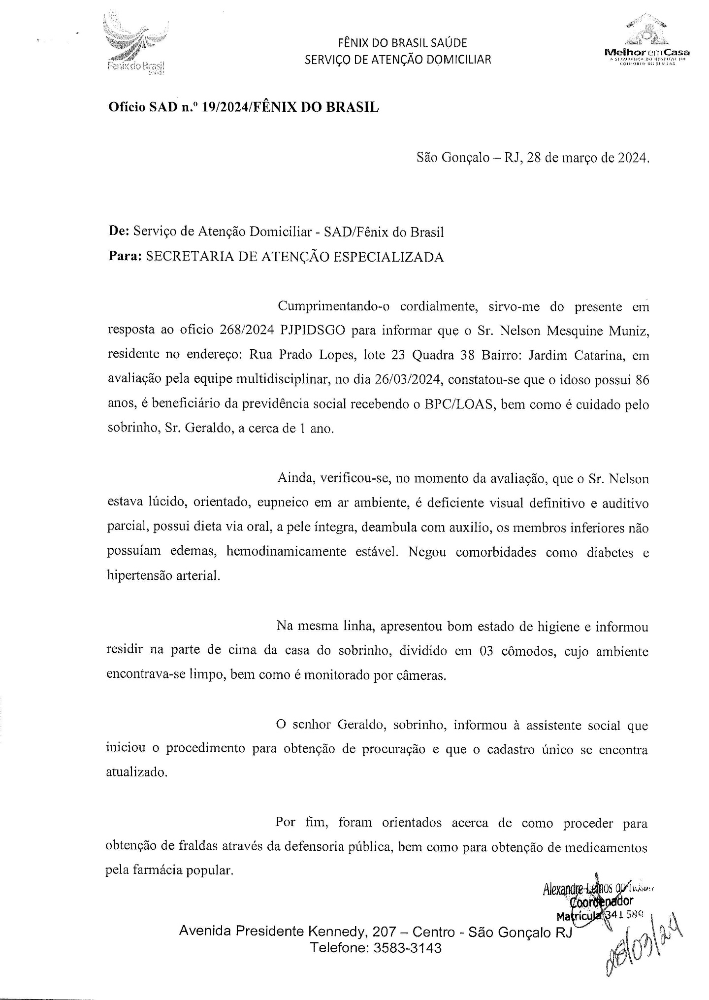 Fenix do Brasil
Saúde
FÊNIX DO BRASIL SAÚDE
SERVIÇO DE ATENÇÃO DOMICILIAR
Melhor em Casa
A SEGURANÇA DO HOSPITAL NO
CONFORTO DO SEU LAR
Ofício SAD n.º 19/2024/FÊNIX DO BRASIL
São Gonçalo – RJ, 28 de março de 2024.
De: Serviço de Atenção Domiciliar - SAD/Fênix do Brasil
Para: SECRETARIA DE ATENÇÃO ESPECIALIZADA
Cumprimentando-o cordialmente, sirvo-me do presente em
resposta ao oficio 268/2024 PJPIDSGO para informar que o Sr. Nelson Mesquine Muniz,
residente no endereço: Rua Prado Lopes, lote 23 Quadra 38 Bairro: Jardim Catarina, em
avaliação pela equipe multidisciplinar, no dia 26/03/2024, constatou-se que o idoso possui 86
anos, é beneficiário da previdência social recebendo o BPC/LOAS, bem como é cuidado pelo
sobrinho, Sr. Geraldo, a cerca de 1 ano.
Ainda, verificou-se, no momento da avaliação, que o Sr. Nelson
estava lúcido, orientado, eupneico em ar ambiente, é deficiente visual definitivo e auditivo
parcial, possui dieta via oral, a pele íntegra, deambula com auxilio, os membros inferiores não
possuíam edemas, hemodinamicamente estável. Negou comorbidades como diabetes e
hipertensão arterial.
Na mesma linha, apresentou bom estado de higiene e informou
residir na parte de cima da casa do sobrinho, dividido em 03 cômodos, cujo ambiente
encontrava-se limpo, bem como é monitorado por câmeras.
O senhor Geraldo, sobrinho, informou à assistente social que
iniciou o procedimento para obtenção de procuração e que o cadastro único se encontra
atualizado.
Por fim, foram orientados acerca de como proceder para
obtenção de fraldas através da defensoria pública, bem como para obtenção de medicamentos
pela farmácia popular.
Alexandre Lemos
Coordenador
Matrícula 341589
Avenida Presidente Kennedy, 207 – Centro - São Gonçalo RJ
Telefone: 3583-3143
28/03/24